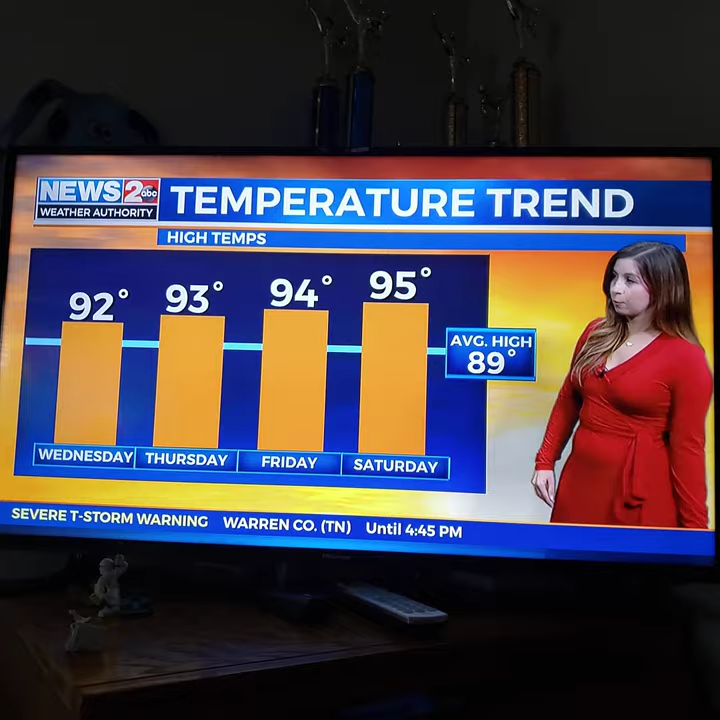 NEWS 2 abc
WEATHER AUTHORITY
TEMPERATURE TREND
HIGH TEMPS
92° 93° 94° 95°
AVG. HIGH
89°
WEDNESDAY THURSDAY FRIDAY SATURDAY
SEVERE T-STORM WARNING WARREN CO. (TN) Until 4:45 PM